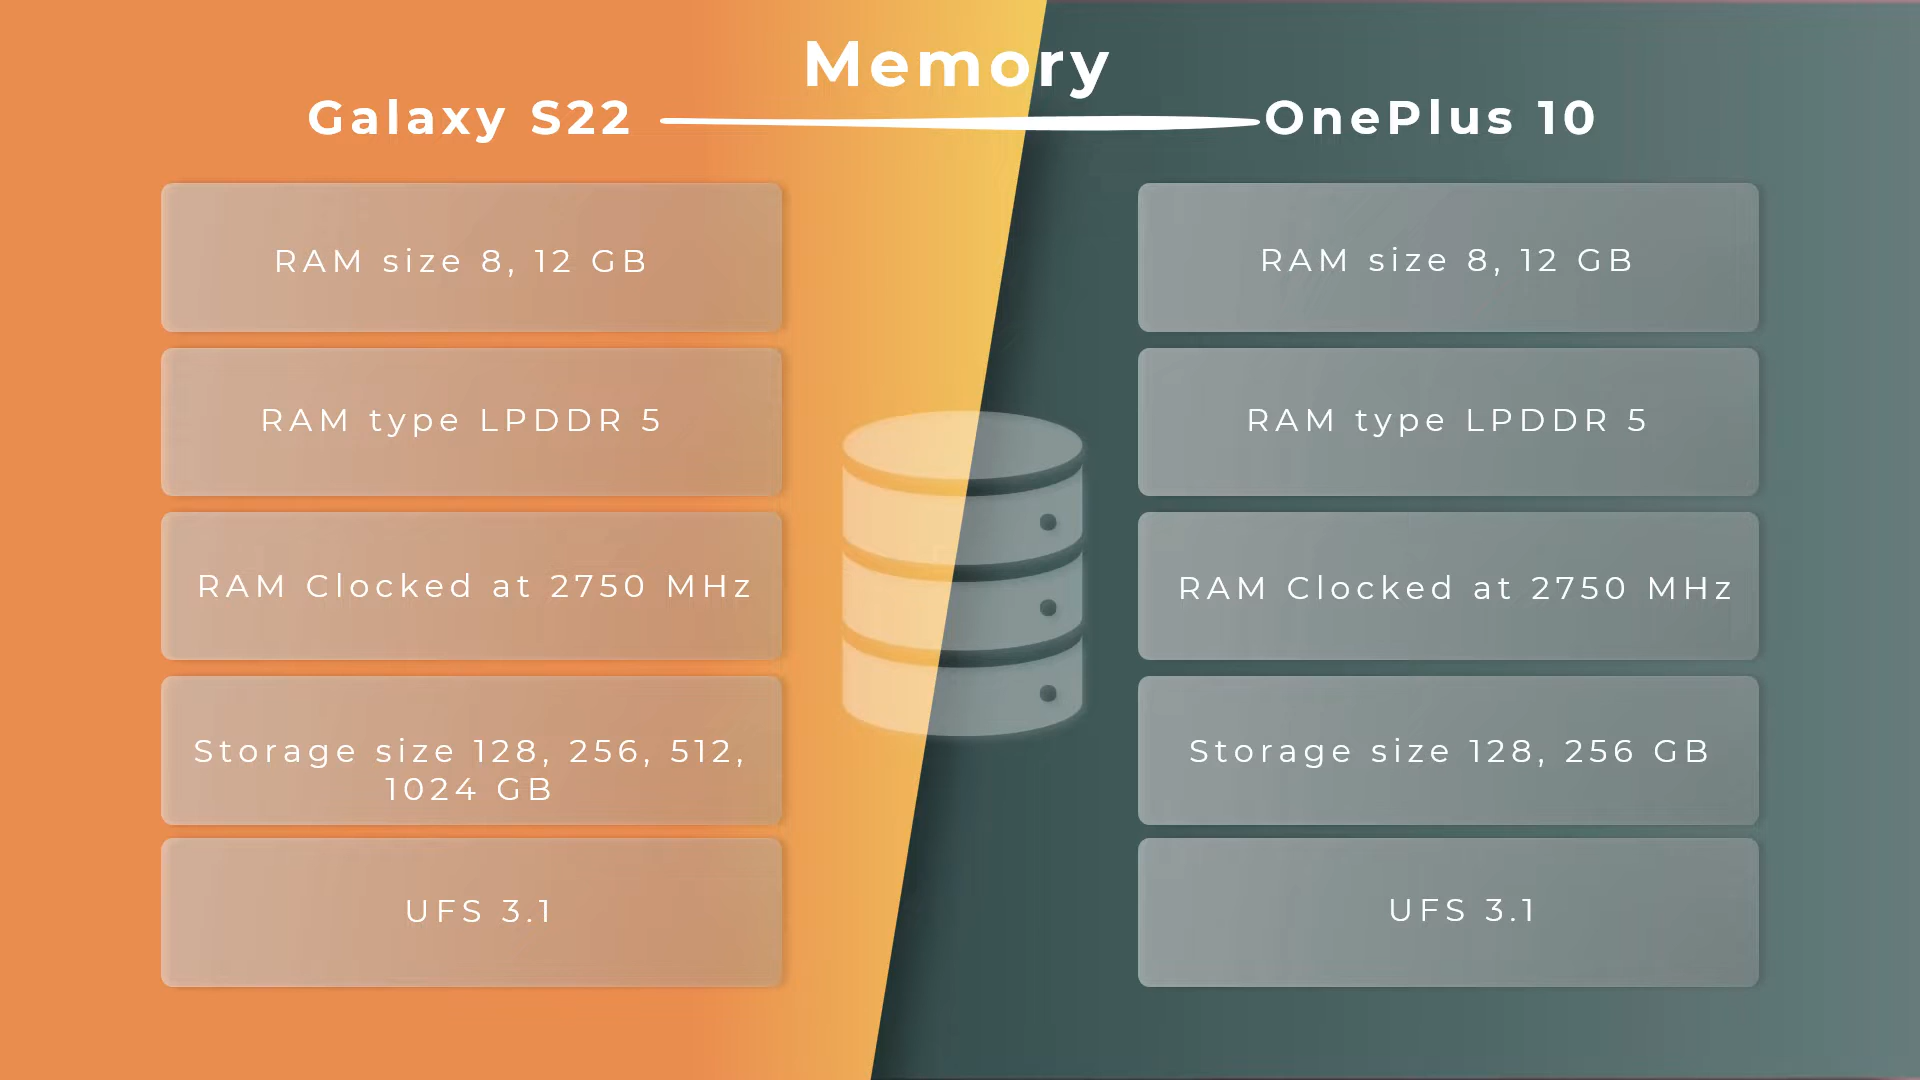 Memory
Galaxy S22
OnePlus 10
RAM size 8, 12 GB
RAM size 8, 12 GB
RAM type LPDDR 5
RAM type LPDDR 5
RAM Clocked at 2750 MHz
RAM Clocked at 2750 MHz
Storage size 128, 256, 512,
1024 GB
Storage size 128, 256 GB
UFS 3.1
UFS 3.1